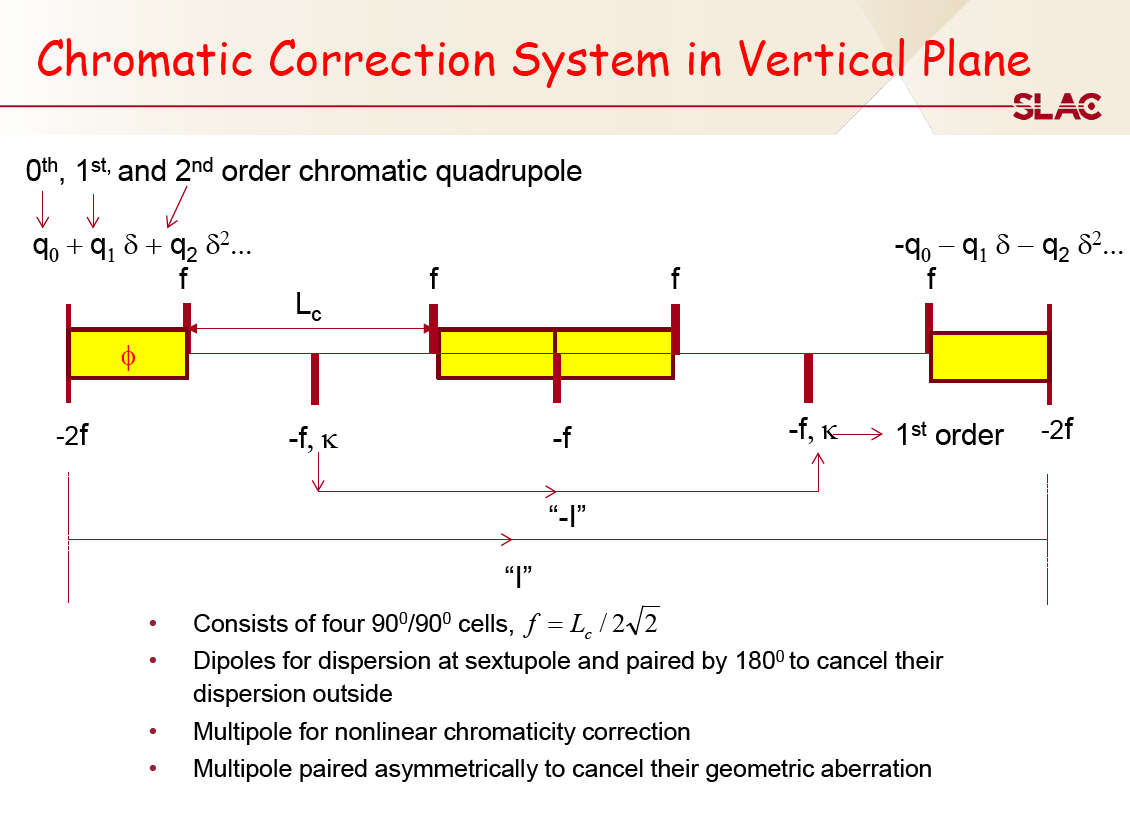 Chromatic Correction System in Vertical Plane
SLAC
0th, 1st, and 2nd order chromatic quadrupole
q0 + q1 δ + q2 δ2...
-q0 – q1 δ – q2 δ2...
f
f
f
f
Lc
ϕ
-2f
-f, κ
-f
-f, κ
1st order
-2f
“-I”
“I”
• Consists of four 900/900 cells, f = Lc / 2√2
• Dipoles for dispersion at sextupole and paired by 1800 to cancel their
dispersion outside
• Multipole for nonlinear chromaticity correction
• Multipole paired asymmetrically to cancel their geometric aberration